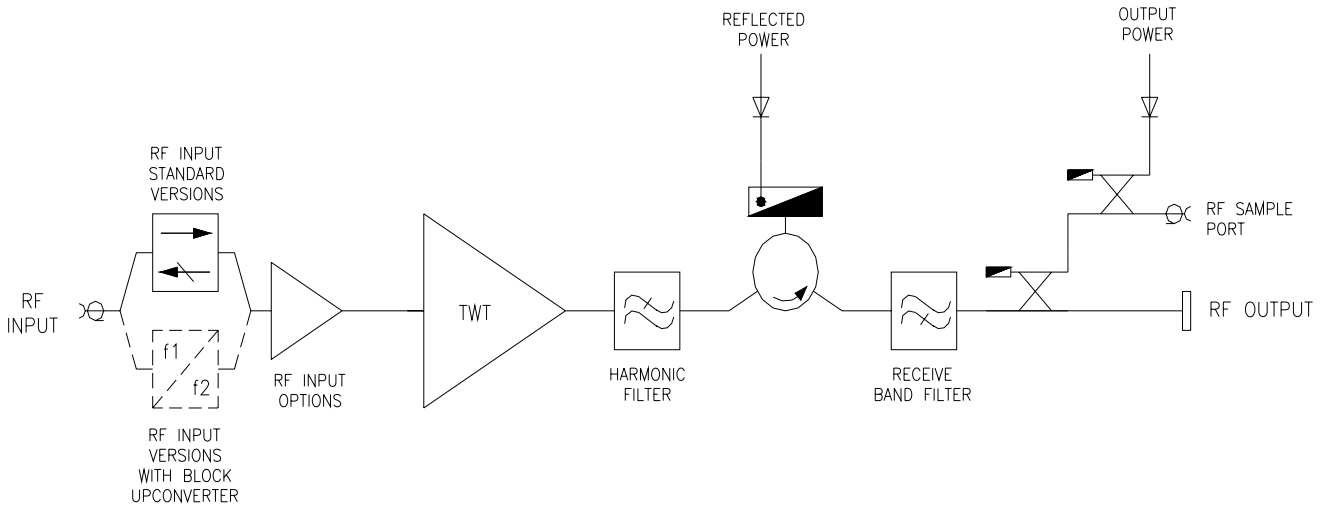 REFLECTED
POWER
OUTPUT
POWER
RF INPUT
STANDARD
VERSIONS
RF SAMPLE
PORT
RF
INPUT
TWT
RF OUTPUT
f1
f2
RF INPUT
OPTIONS
HARMONIC
FILTER
RECEIVE
BAND FILTER
RF INPUT
VERSIONS
WITH BLOCK
UPCONVERTER